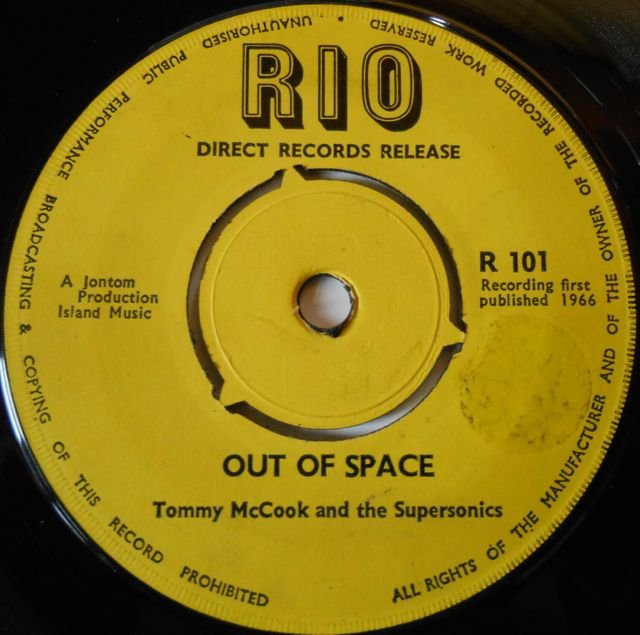 RIO
DIRECT RECORDS RELEASE
A Jontom
Production
Island Music
R 101
Recording first
published 1966
OUT OF SPACE
Tommy McCook and the Supersonics
ALL RIGHTS OF THE MANUFACTURER AND OF THE OWNER OF THE RECORDED WORK RESERVED
UNAUTHORISED PUBLIC PERFORMANCE BROADCASTING & COPYING OF THIS RECORD PROHIBITED